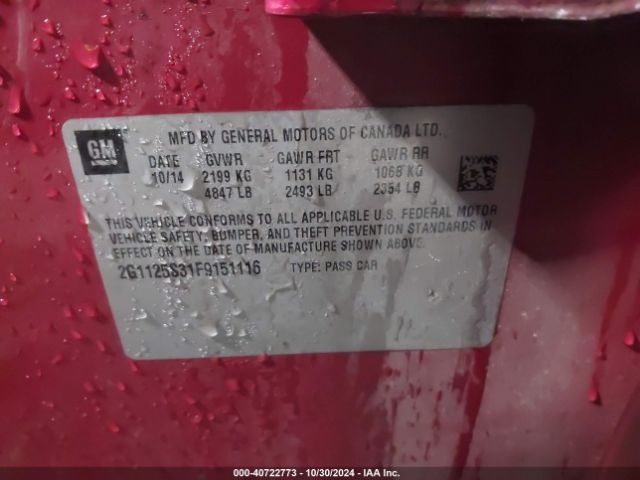 GM
MFD BY GENERAL MOTORS OF CANADA LTD.
DATE GVWR GAWR FRT GAWR RR
10/14 2199 KG 1131 KG 1068 KG
4847 LB 2493 LB 2354 LB
THIS VEHICLE CONFORMS TO ALL APPLICABLE U.S. FEDERAL MOTOR
VEHICLE SAFETY, BUMPER, AND THEFT PREVENTION STANDARDS IN
EFFECT ON THE DATE OF MANUFACTURE SHOWN ABOVE.
2G1125S31F9151116 TYPE: PASS CAR
000-40722773 | 10/30/2024 - IAA Inc.